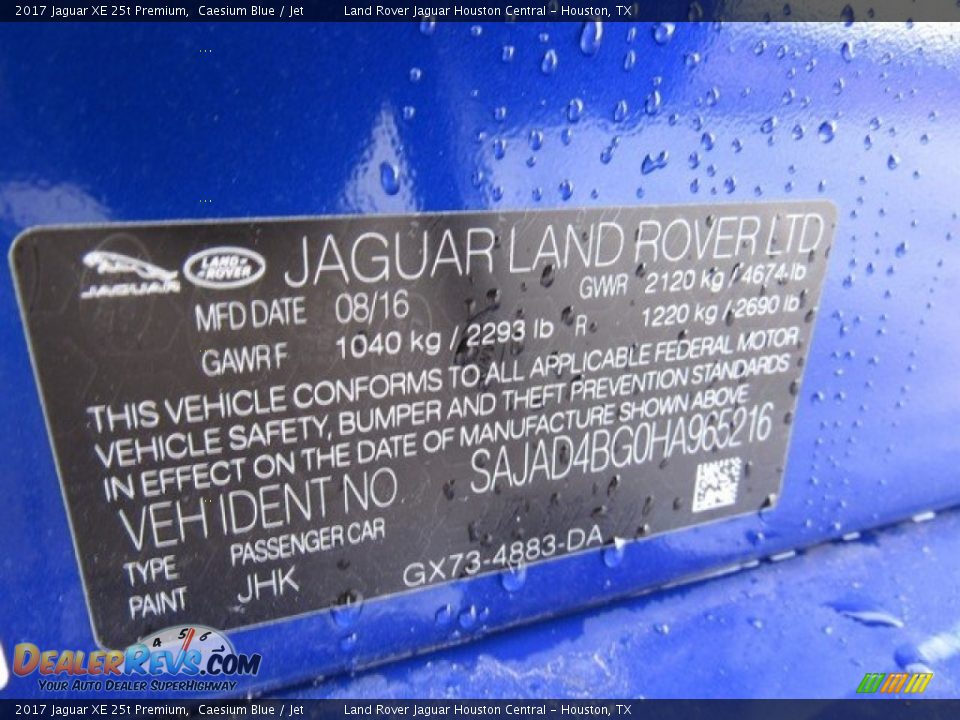 2017 Jaguar XE 25t Premium,  Caesium Blue / Jet    Land Rover Jaguar Houston Central - Houston, TX
JAGUAR LAND-ROVER JAGUAR LAND ROVER LTD
MFD DATE 08/16 GWR 2120 kg / 4674 lb
GAWR F 1040 kg / 2293 lb R 1220 kg / 2690 lb
THIS VEHICLE CONFORMS TO ALL APPLICABLE FEDERAL MOTOR
VEHICLE SAFETY, BUMPER AND THEFT PREVENTION STANDARDS
IN EFFECT ON THE DATE OF MANUFACTURE SHOWN ABOVE
VEH IDENT NO SAJAD4BG0HA965216
TYPE PASSENGER CAR
PAINT JHK GX73-4883-DA
4 5 6
DEALERREVS.COM
YOUR AUTO DEALER SUPERHIGHWAY
2017 Jaguar XE 25t Premium,  Caesium Blue / Jet    Land Rover Jaguar Houston Central - Houston, TX